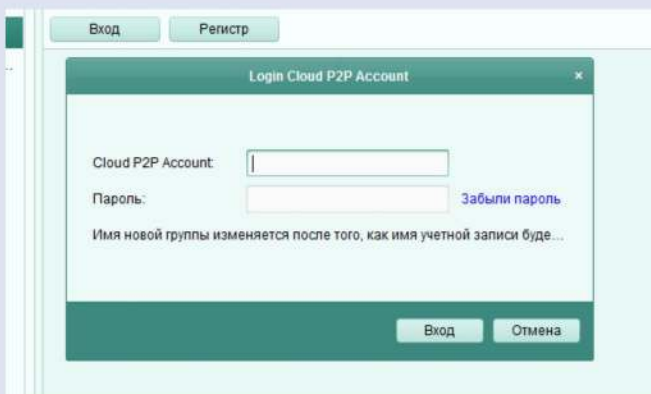 Вход Регистр
Login Cloud P2P Account ×
Cloud P2P Account:
Пароль: Забыли пароль
Имя новой группы изменяется после того, как имя учетной записи буде...
Вход Отмена